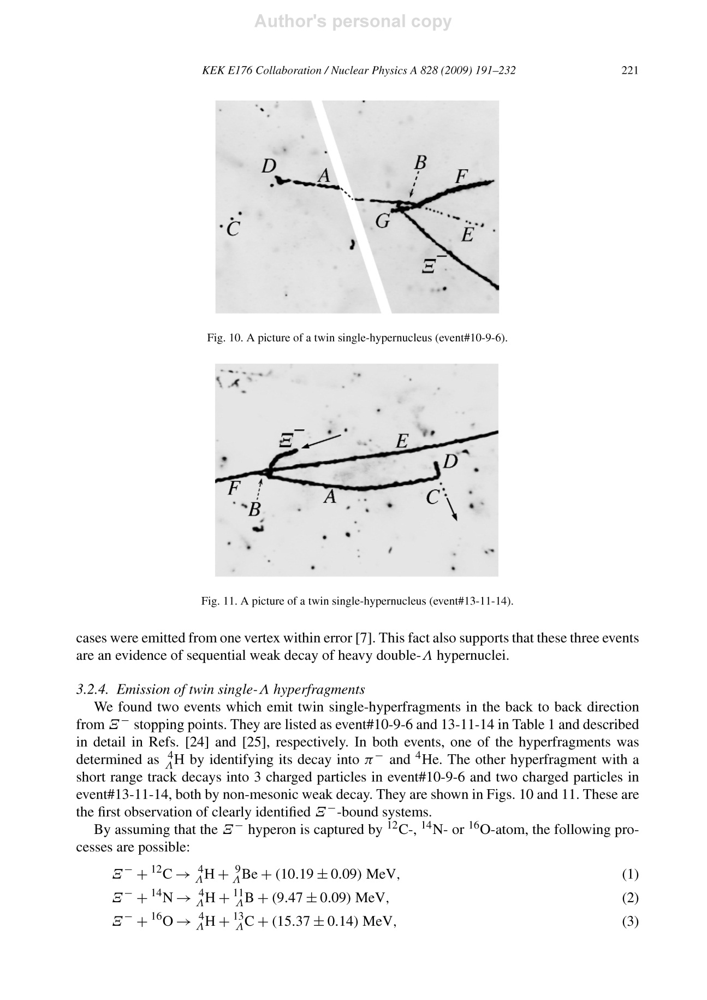 Author's personal copy
KEK E176 Collaboration / Nuclear Physics A 828 (2009) 191–232 221
D
A
B
F
C
G
E
Ξ−
Fig. 10. A picture of a twin single-hypernucleus (event#10-9-6).
Ξ−
E
D
F
A
C
B
Fig. 11. A picture of a twin single-hypernucleus (event#13-11-14).
cases were emitted from one vertex within error [7]. This fact also supports that these three events
are an evidence of sequential weak decay of heavy double-Λ hypernuclei.
3.2.4. Emission of twin single-Λ hyperfragments
We found two events which emit twin single-hyperfragments in the back to back direction
from Ξ− stopping points. They are listed as event#10-9-6 and 13-11-14 in Table 1 and described
in detail in Refs. [24] and [25], respectively. In both events, one of the hyperfragments was
determined as ⁴ΛH by identifying its decay into π− and ⁴He. The other hyperfragment with a
short range track decays into 3 charged particles in event#10-9-6 and two charged particles in
event#13-11-14, both by non-mesonic weak decay. They are shown in Figs. 10 and 11. These are
the first observation of clearly identified Ξ−-bound systems.
By assuming that the Ξ− hyperon is captured by ¹²C-, ¹⁴N- or ¹⁶O-atom, the following pro-
cesses are possible:
Ξ− + ¹²C → ⁴ΛH + ⁹ΛBe + (10.19 ± 0.09) MeV, (1)
Ξ− + ¹⁴N → ⁴ΛH + ¹¹ΛB + (9.47 ± 0.09) MeV, (2)
Ξ− + ¹⁶O → ⁴ΛH + ¹³ΛC + (15.37 ± 0.14) MeV, (3)